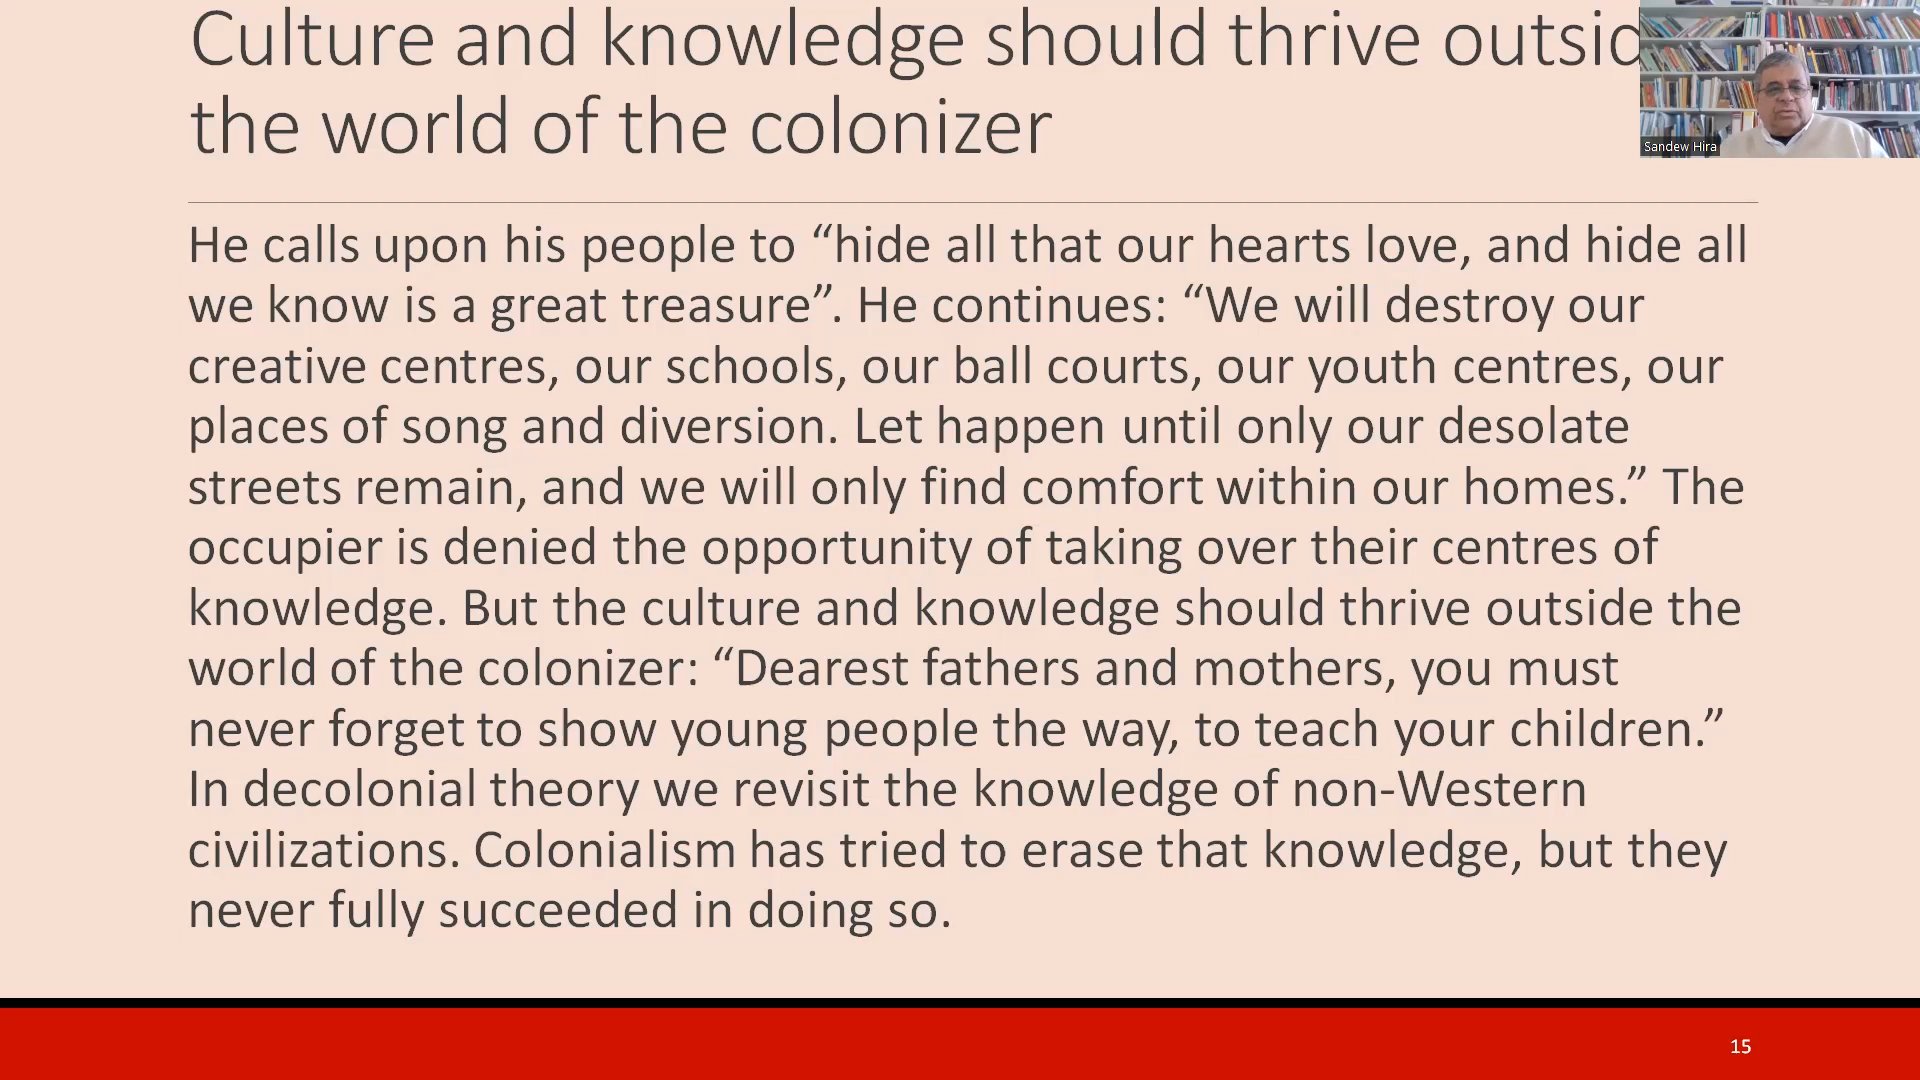 Culture and knowledge should thrive outsid
the world of the colonizer
Sandew Hira
He calls upon his people to “hide all that our hearts love, and hide all
we know is a great treasure”. He continues: “We will destroy our
creative centres, our schools, our ball courts, our youth centres, our
places of song and diversion. Let happen until only our desolate
streets remain, and we will only find comfort within our homes.” The
occupier is denied the opportunity of taking over their centres of
knowledge. But the culture and knowledge should thrive outside the
world of the colonizer: “Dearest fathers and mothers, you must
never forget to show young people the way, to teach your children.”
In decolonial theory we revisit the knowledge of non-Western
civilizations. Colonialism has tried to erase that knowledge, but they
never fully succeeded in doing so.
15